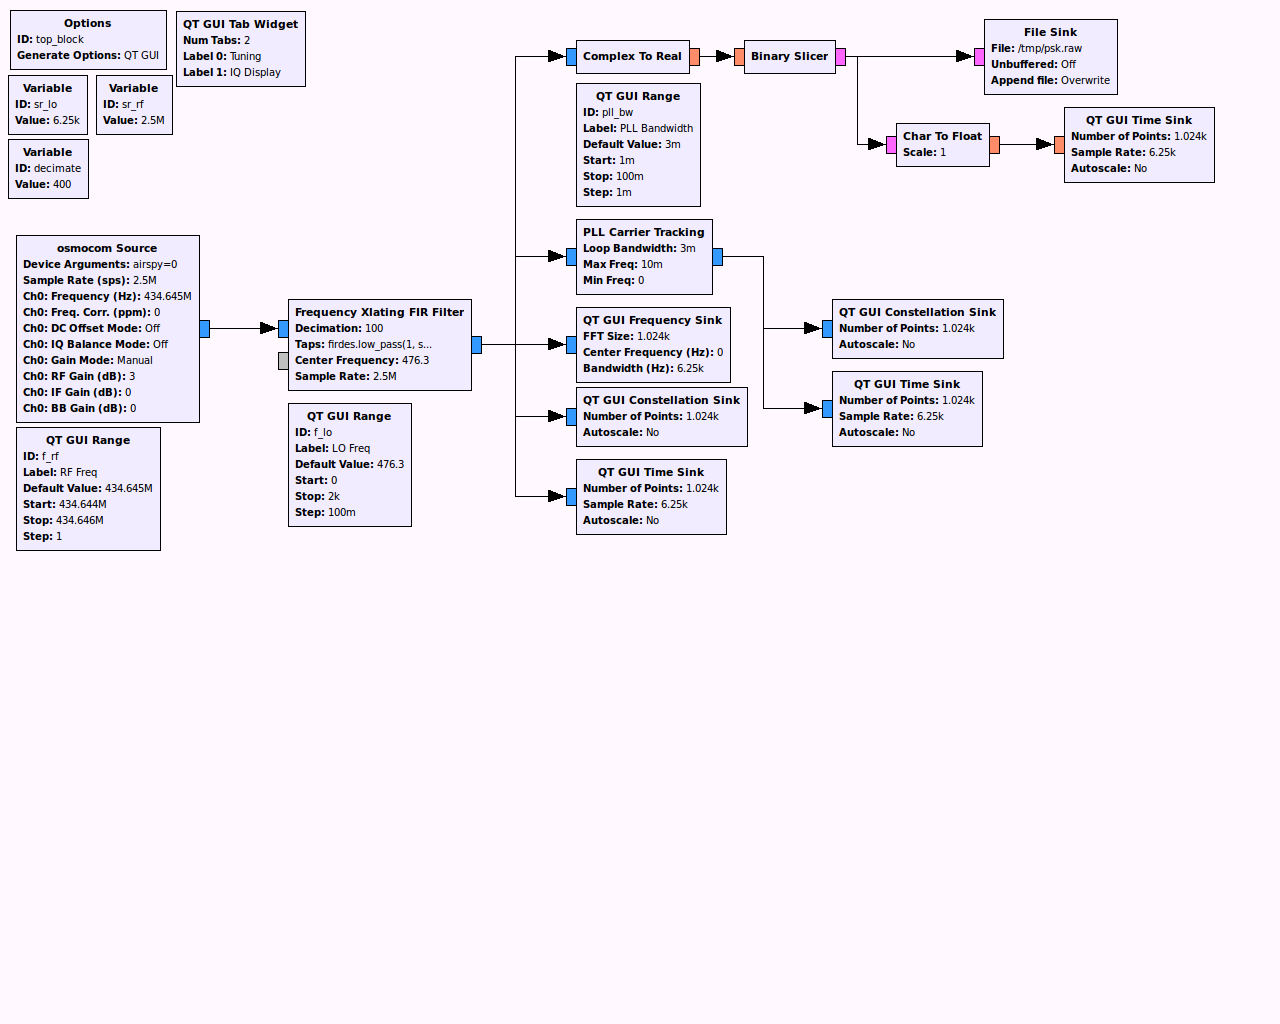 Options
ID: top_block
Generate Options: QT GUI
QT GUI Tab Widget
Num Tabs: 2
Label 0: Tuning
Label 1: IQ Display
Variable
ID: sr_lo
Value: 6.25k
Variable
ID: sr_rf
Value: 2.5M
Variable
ID: decimate
Value: 400
osmocom Source
Device Arguments: airspy=0
Sample Rate (sps): 2.5M
Ch0: Frequency (Hz): 434.645M
Ch0: Freq. Corr. (ppm): 0
Ch0: DC Offset Mode: Off
Ch0: IQ Balance Mode: Off
Ch0: Gain Mode: Manual
Ch0: RF Gain (dB): 3
Ch0: IF Gain (dB): 0
Ch0: BB Gain (dB): 0
QT GUI Range
ID: f_rf
Label: RF Freq
Default Value: 434.645M
Start: 434.644M
Stop: 434.646M
Step: 1
Frequency Xlating FIR Filter
Decimation: 100
Taps: firdes.low_pass(1, s...
Center Frequency: 476.3
Sample Rate: 2.5M
QT GUI Range
ID: f_lo
Label: LO Freq
Default Value: 476.3
Start: 0
Stop: 2k
Step: 100m
Complex To Real
Binary Slicer
File Sink
File: /tmp/psk.raw
Unbuffered: Off
Append file: Overwrite
Char To Float
Scale: 1
QT GUI Time Sink
Number of Points: 1.024k
Sample Rate: 6.25k
Autoscale: No
QT GUI Range
ID: pll_bw
Label: PLL Bandwidth
Default Value: 3m
Start: 1m
Stop: 100m
Step: 1m
PLL Carrier Tracking
Loop Bandwidth: 3m
Max Freq: 10m
Min Freq: 0
QT GUI Frequency Sink
FFT Size: 1.024k
Center Frequency (Hz): 0
Bandwidth (Hz): 6.25k
QT GUI Constellation Sink
Number of Points: 1.024k
Autoscale: No
QT GUI Time Sink
Number of Points: 1.024k
Sample Rate: 6.25k
Autoscale: No
QT GUI Constellation Sink
Number of Points: 1.024k
Autoscale: No
QT GUI Time Sink
Number of Points: 1.024k
Sample Rate: 6.25k
Autoscale: No